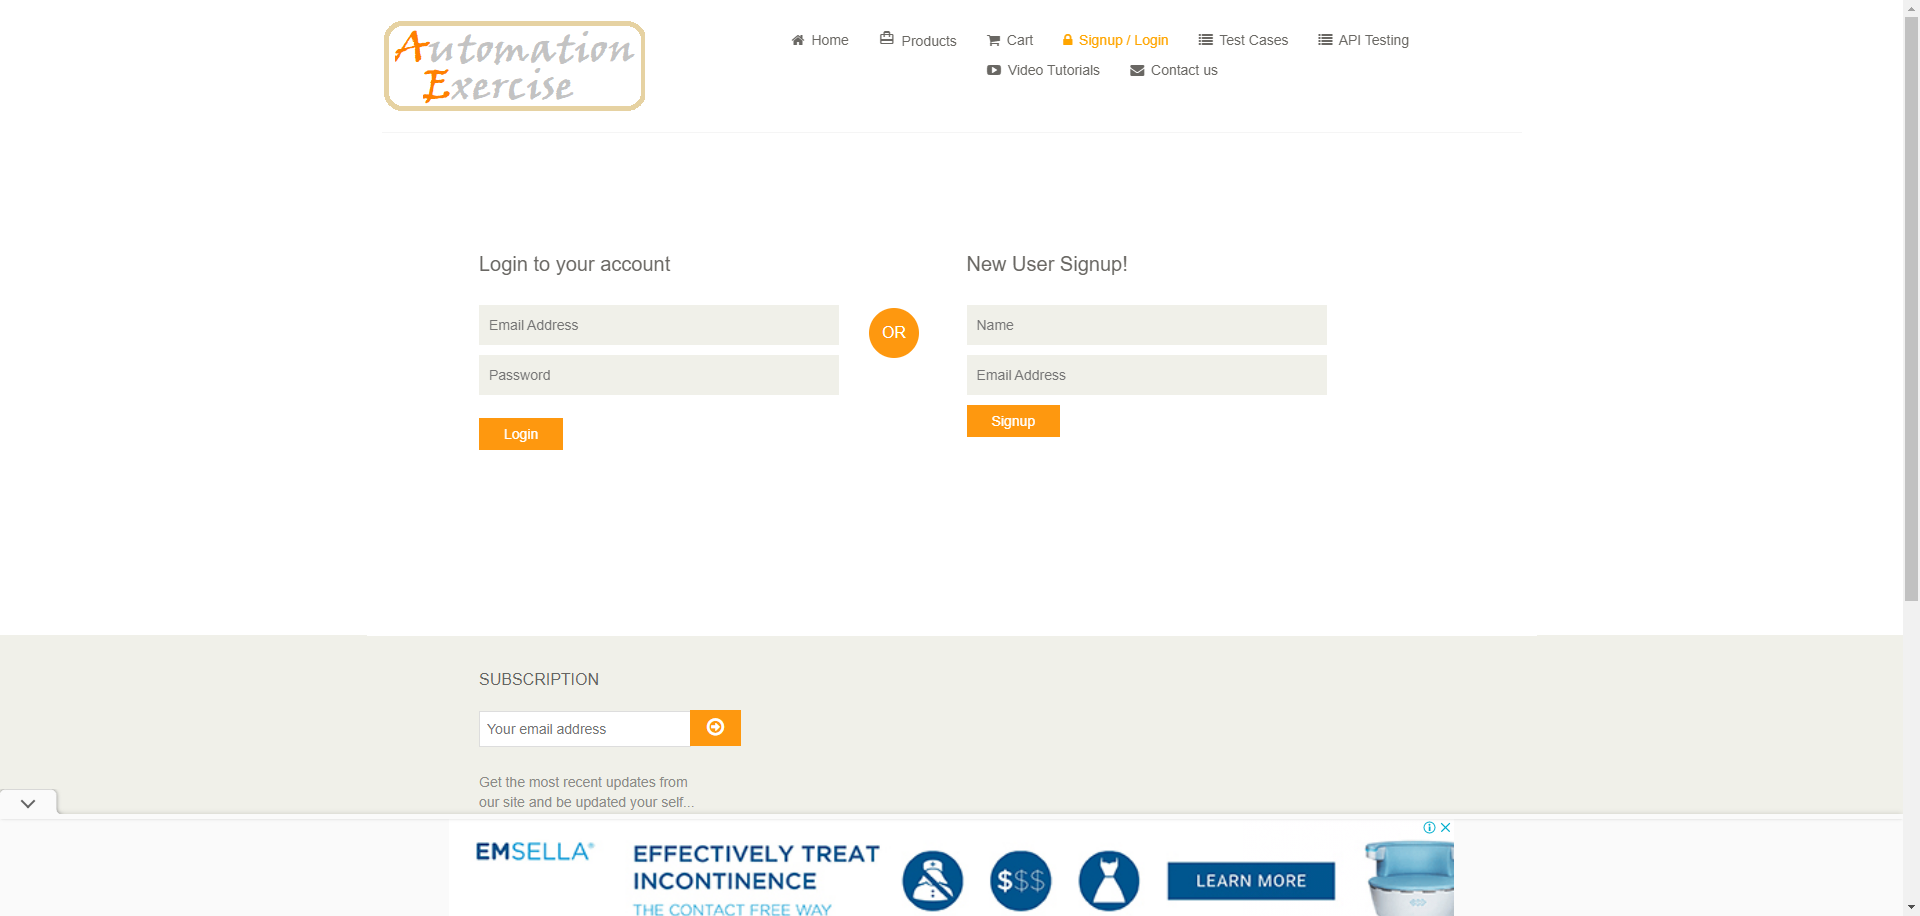 Automation
Exercise
Home
Products
Cart
Signup / Login
Test Cases
API Testing
Video Tutorials
Contact us
Login to your account
Email Address
Password
Login
OR
New User Signup!
Name
Email Address
Signup
SUBSCRIPTION
Your email address
Get the most recent updates from
our site and be updated your self...
EMSELLA®
EFFECTIVELY TREAT
INCONTINENCE
THE CONTACT FREE WAY
$$$
LEARN MORE